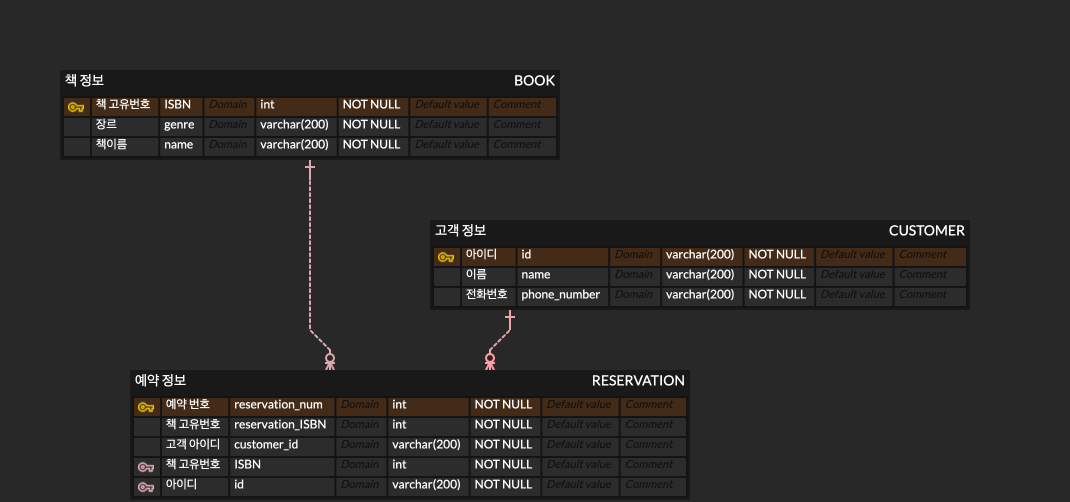 책 정보 BOOK
책 고유번호 ISBN Domain int NOT NULL Default value Comment
장르 genre Domain varchar(200) NOT NULL Default value Comment
책이름 name Domain varchar(200) NOT NULL Default value Comment
고객 정보 CUSTOMER
아이디 id Domain varchar(200) NOT NULL Default value Comment
이름 name Domain varchar(200) NOT NULL Default value Comment
전화번호 phone_number Domain varchar(200) NOT NULL Default value Comment
예약 정보 RESERVATION
예약 번호 reservation_num Domain int NOT NULL Default value Comment
책 고유번호 reservation_ISBN Domain int NOT NULL Default value Comment
고객 아이디 customer_id Domain varchar(200) NOT NULL Default value Comment
책 고유번호 ISBN Domain int NOT NULL Default value Comment
아이디 id Domain varchar(200) NOT NULL Default value Comment